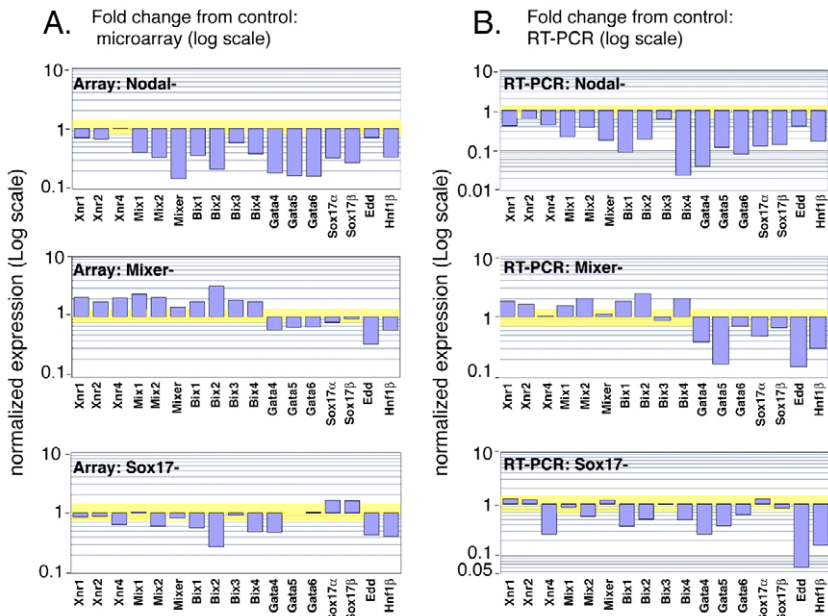 A. Fold change from control:
microarray (log scale)
B. Fold change from control:
RT-PCR (log scale)
normalized expression (Log scale)
10
Array: Nodal-
1
0.1
Xnr1 Xnr2 Xnr4 Mix1 Mix2 Mixer Bix1 Bix2 Bix3 Bix4 Gata4 Gata5 Gata6 Sox17α Sox17β Edd Hnf1β
10
Array: Mixer-
1
0.1
Xnr1 Xnr2 Xnr4 Mix1 Mix2 Mixer Bix1 Bix2 Bix3 Bix4 Gata4 Gata5 Gata6 Sox17α Sox17β Edd Hnf1β
10
Array: Sox17-
1
0.1
Xnr1 Xnr2 Xnr4 Mix1 Mix2 Mixer Bix1 Bix2 Bix3 Bix4 Gata4 Gata5 Gata6 Sox17α Sox17β Edd Hnf1β
normalized expression (Log scale)
10
RT-PCR: Nodal-
1
0.1
0.01
Xnr1 Xnr2 Xnr4 Mix1 Mix2 Mixer Bix1 Bix2 Bix3 Bix4 Gata4 Gata5 Gata6 Sox17α Sox17β Edd Hnf1β
10
RT-PCR: Mixer-
1
0.1
Xnr1 Xnr2 Xnr4 Mix1 Mix2 Mixer Bix1 Bix2 Bix3 Bix4 Gata4 Gata5 Gata6 Sox17α Sox17β Edd Hnf1β
10
RT-PCR: Sox17-
1
0.1
0.05
Xnr1 Xnr2 Xnr4 Mix1 Mix2 Mixer Bix1 Bix2 Bix3 Bix4 Gata4 Gata5 Gata6 Sox17α Sox17β Edd Hnf1β